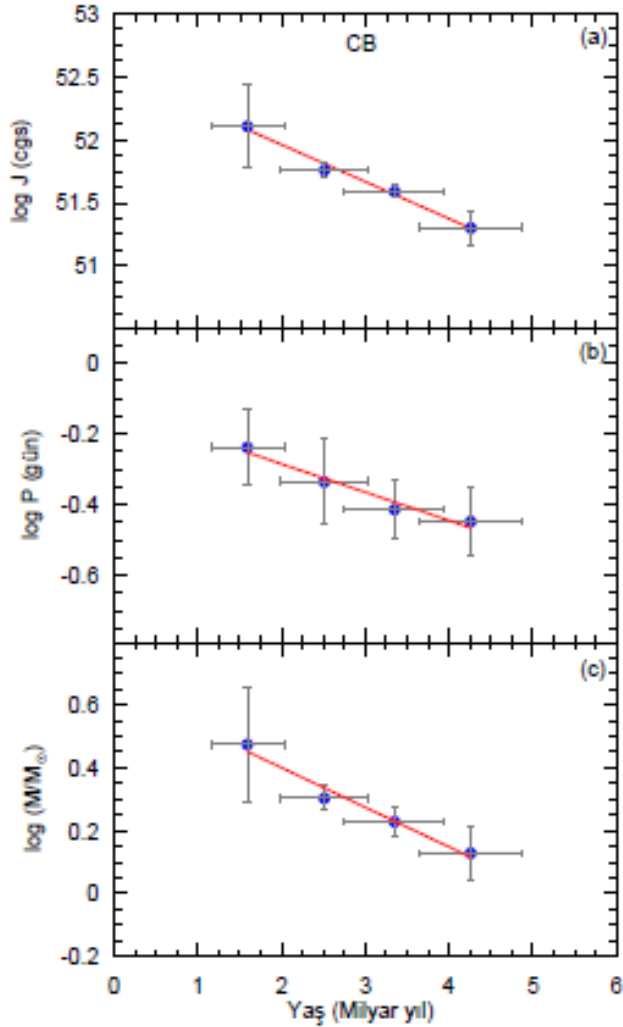 53
CB
(a)
52.5
52
51.5
51
log J (cgs)
(b)
0
-0.2
-0.4
-0.6
log P (gün)
(c)
0.6
0.4
0.2
0
-0.2
log (M/M☉)
0 1 2 3 4 5 6
Yaş (Milyar yıl)